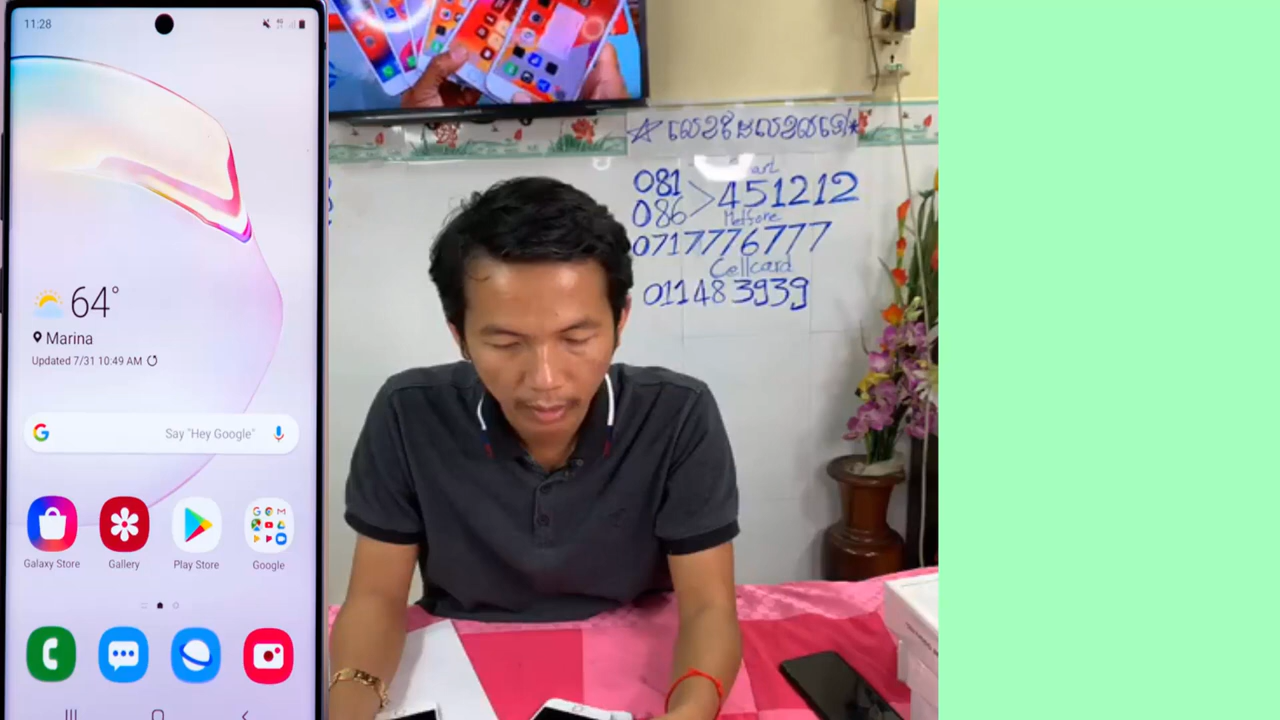 11:28
64°
Marina
Updated 7/31 10:49 AM
Say "Hey Google"
Galaxy Store
Gallery
Play Store
Google
081
086
451212
Metfone
0717776777
Cellcard
011483939